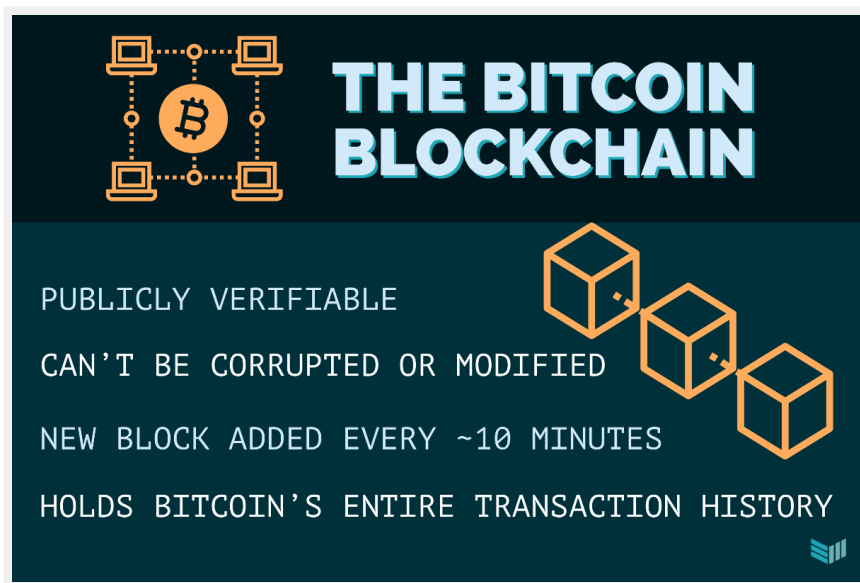 THE BITCOIN
BLOCKCHAIN
PUBLICLY VERIFIABLE
CAN'T BE CORRUPTED OR MODIFIED
NEW BLOCK ADDED EVERY ~10 MINUTES
HOLDS BITCOIN'S ENTIRE TRANSACTION HISTORY